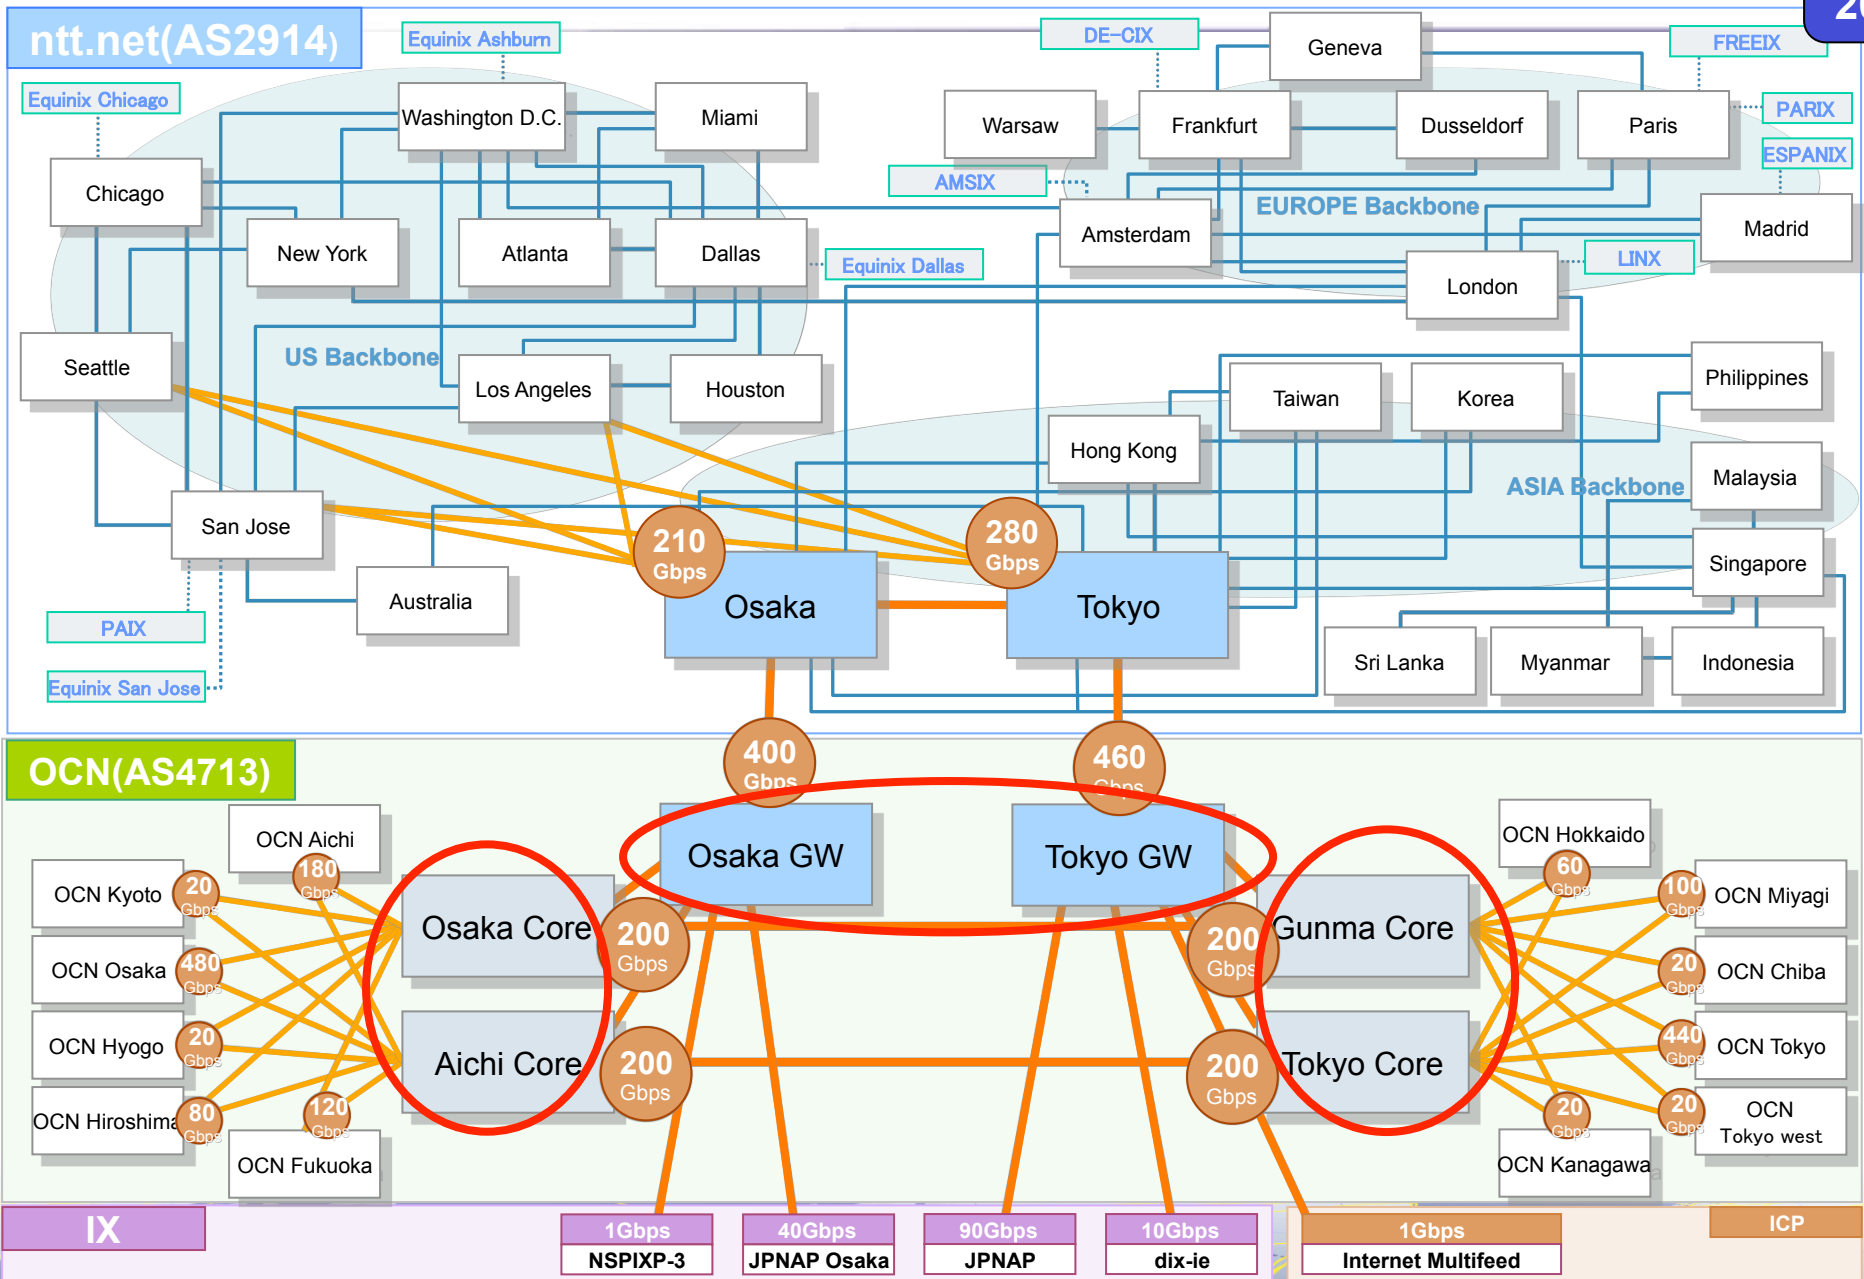 ntt.net(AS2914)
20
Equinix Ashburn
DE-CIX
Geneva
FREEIX
Equinix Chicago
Washington D.C.
Miami
Warsaw
Frankfurt
Dusseldorf
Paris
PARIX
ESPANIX
Chicago
AMSIX
EUROPE Backbone
New York
Atlanta
Dallas
Equinix Dallas
Amsterdam
Madrid
LINX
London
Seattle
US Backbone
Los Angeles
Houston
Taiwan
Korea
Philippines
Hong Kong
Malaysia
ASIA Backbone
San Jose
210
Gbps
280
Gbps
Singapore
Australia
Osaka
Tokyo
PAIX
Sri Lanka
Myanmar
Indonesia
Equinix San Jose
400
Gbps
460
Gbps
OCN(AS4713)
OCN Aichi
180
Gbps
Osaka GW
Tokyo GW
OCN Hokkaido
60
Gbps
OCN Kyoto
20
Gbps
100
Gbps
OCN Miyagi
Osaka Core
200
Gbps
200
Gbps
Gunma Core
OCN Osaka
480
Gbps
20
Gbps
OCN Chiba
OCN Hyogo
20
Gbps
Aichi Core
200
Gbps
200
Gbps
Tokyo Core
440
Gbps
OCN Tokyo
OCN Hiroshima
80
Gbps
120
Gbps
20
Gbps
20
Gbps
OCN
Tokyo west
OCN Fukuoka
OCN Kanagawa
IX
1Gbps
NSPIXP-3
40Gbps
JPNAP Osaka
90Gbps
JPNAP
10Gbps
dix-ie
1Gbps
Internet Multifeed
ICP